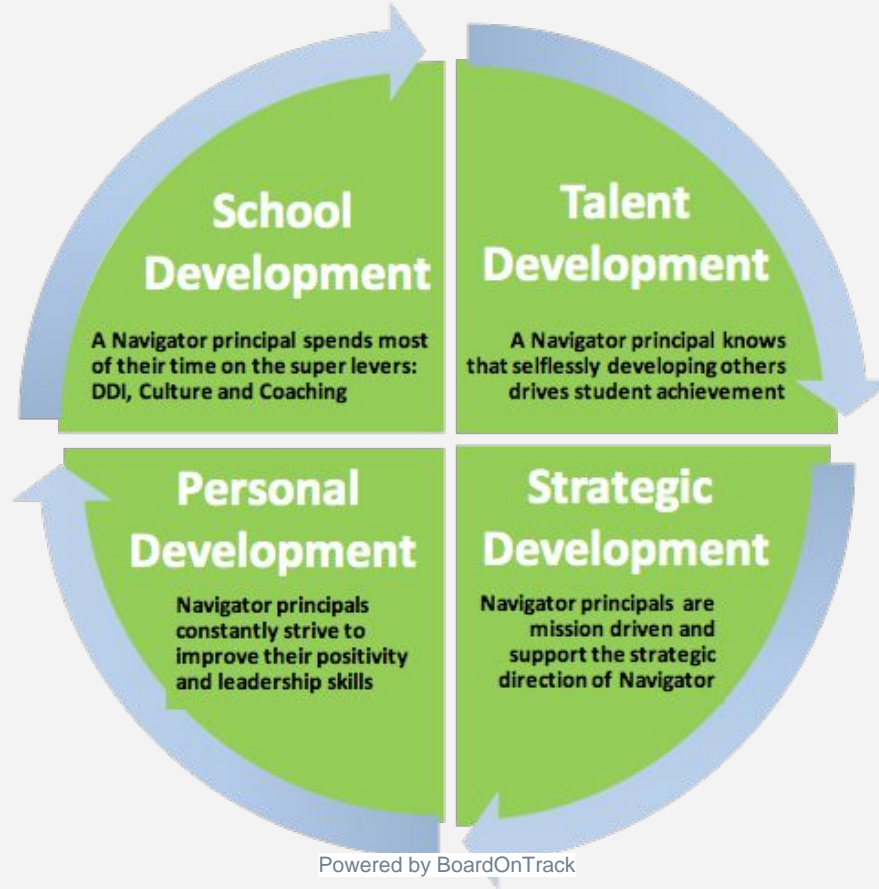 School
Development
A Navigator principal spends most
of their time on the super levers:
DDI, Culture and Coaching
Talent
Development
A Navigator principal knows
that selflessly developing others
drives student achievement
Personal
Development
Navigator principals
constantly strive to
improve their positivity
and leadership skills
Strategic
Development
Navigator principals are
mission driven and
support the strategic
direction of Navigator
Powered by BoardOnTrack